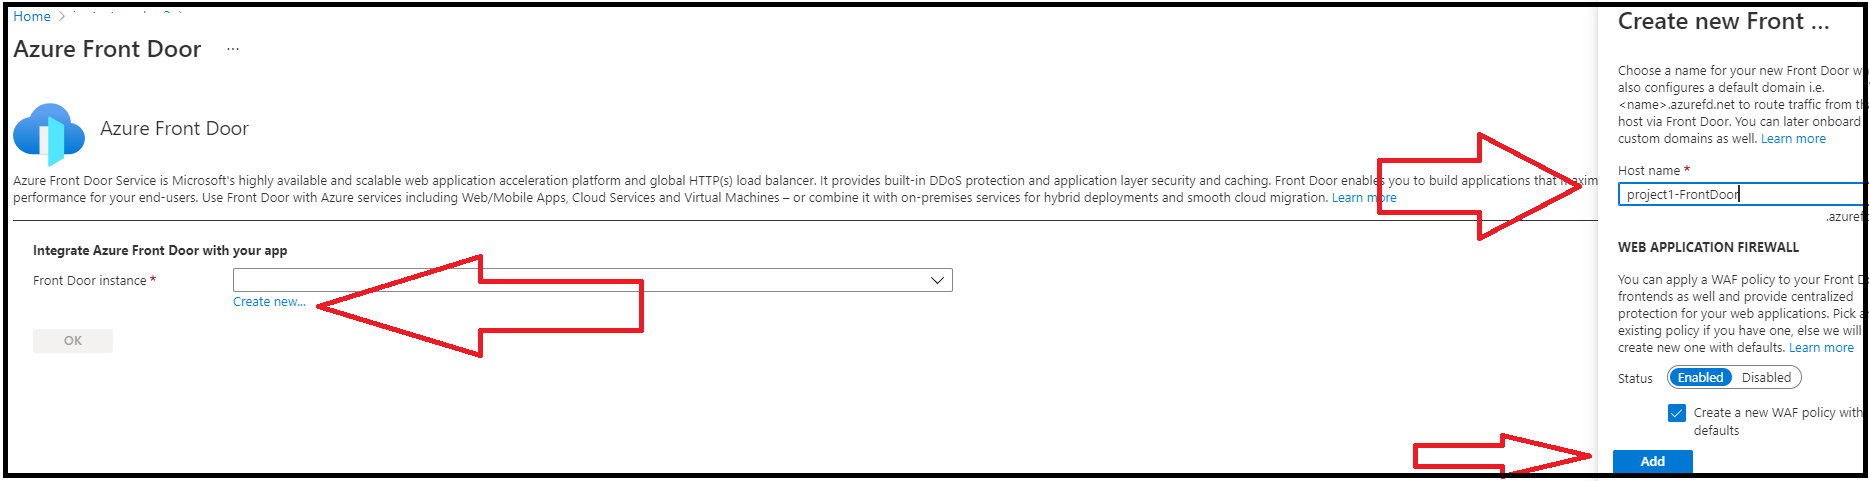 Home >
Azure Front Door ...
Azure Front Door
Azure Front Door Service is Microsoft's highly available and scalable web application acceleration platform and global HTTP(s) load balancer. It provides built-in DDoS protection and application layer security and caching. Front Door enables you to build applications that maxim
performance for your end-users. Use Front Door with Azure services including Web/Mobile Apps, Cloud Services and Virtual Machines – or combine it with on-premises services for hybrid deployments and smooth cloud migration. Learn more
Integrate Azure Front Door with your app
Front Door instance *
Create new...
OK
Create new Front ...
Choose a name for your new Front Door w
also configures a default domain i.e.
<name>.azurefd.net to route traffic from th
host via Front Door. You can later onboard
custom domains as well. Learn more
Host name *
project1-FrontDoor
.azuref
WEB APPLICATION FIREWALL
You can apply a WAF policy to your Front D
frontends as well and provide centralized
protection for your web applications. Pick a
existing policy if you have one, else we will
create new one with defaults. Learn more
Status Enabled Disabled
Create a new WAF policy with
defaults
Add